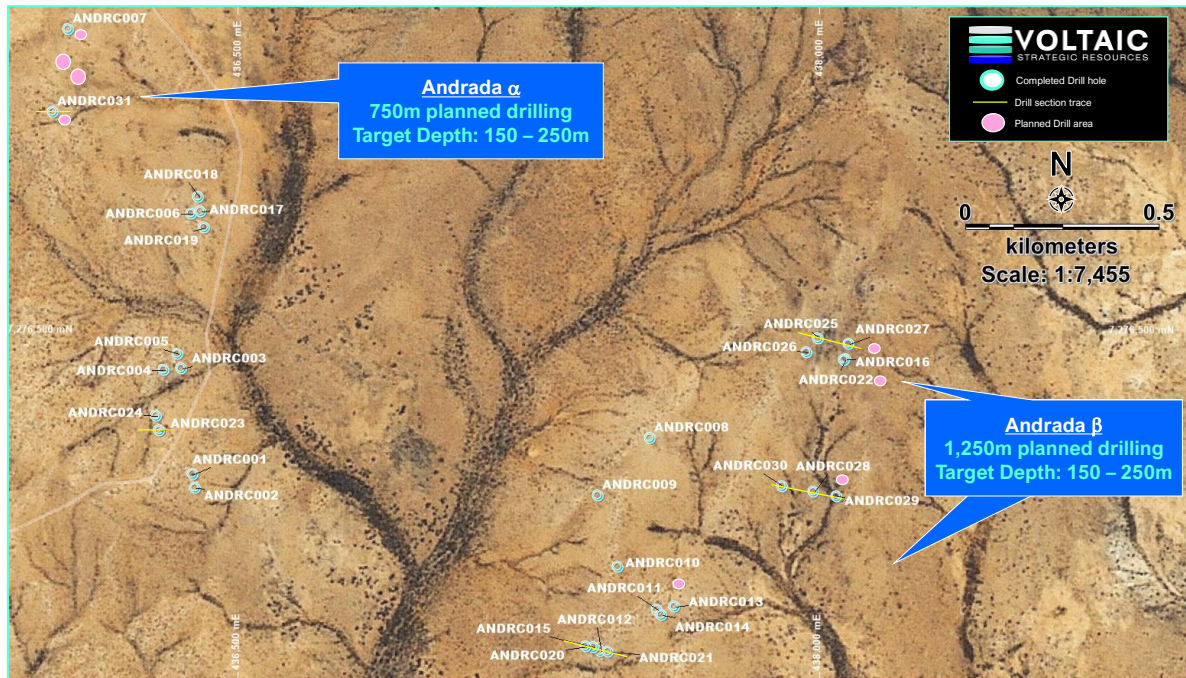 ANDRC007
436,500 mE
438,000 mE
VOLTAIC
STRATEGIC RESOURCES
Completed Drill hole
Drill section trace
Planned Drill area
Andrada α
750m planned drilling
Target Depth: 150 – 250m
ANDRC031
N
0 0.5
kilometers
Scale: 1:7,455
ANDRC018
ANDRC006
ANDRC017
ANDRC019
7,276,500 mN
7,276,500 mN
ANDRC025
ANDRC027
ANDRC026
ANDRC016
ANDRC022
ANDRC005
ANDRC003
ANDRC004
ANDRC024
ANDRC023
ANDRC008
Andrada β
1,250m planned drilling
Target Depth: 150 – 250m
ANDRC001
ANDRC002
ANDRC030
ANDRC028
ANDRC029
ANDRC009
ANDRC010
ANDRC011
ANDRC013
ANDRC012
ANDRC014
ANDRC015
ANDRC020
ANDRC021
436,500 mE
438,000 mE